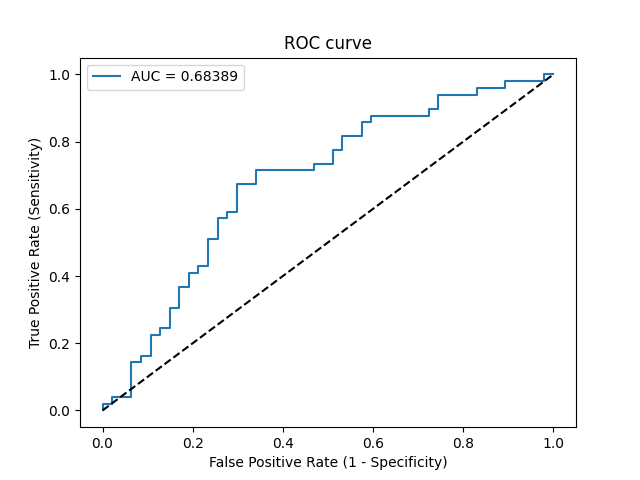 ROC curve
AUC = 0.68389
True Positive Rate (Sensitivity)
1.0
0.8
0.6
0.4
0.2
0.0
0.0 0.2 0.4 0.6 0.8 1.0
False Positive Rate (1 - Specificity)